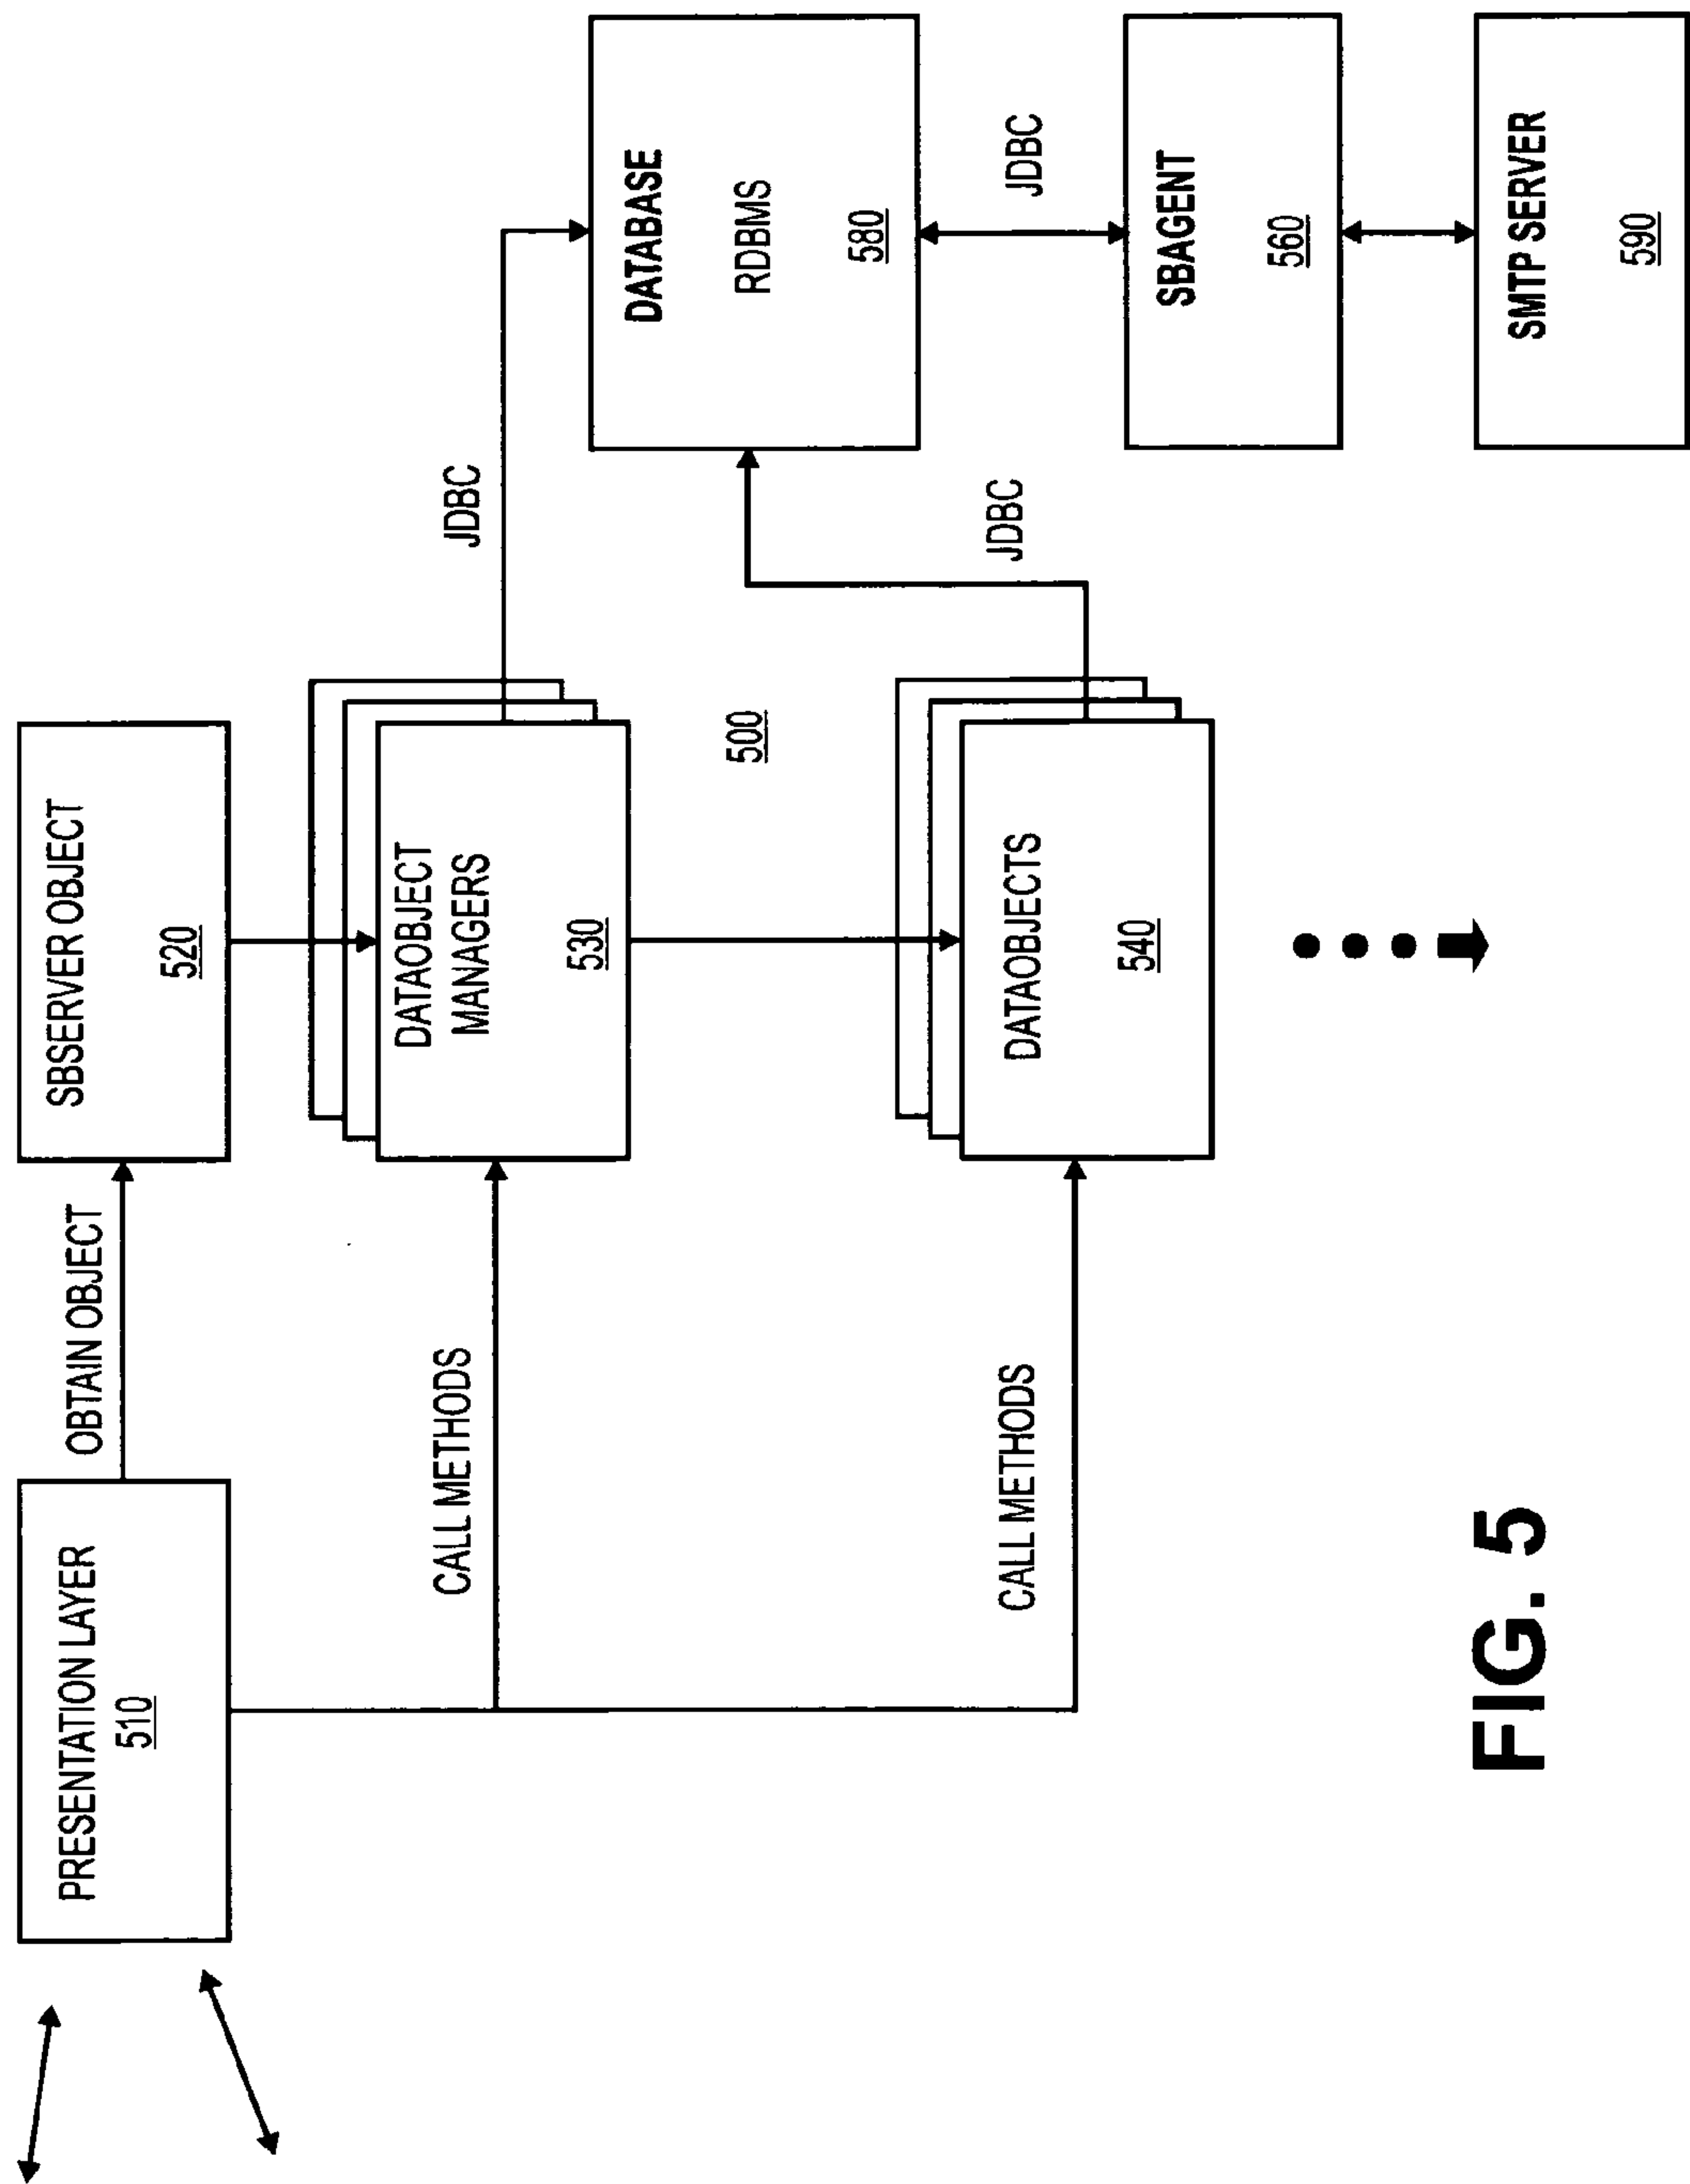 PRESENTATION LAYER
510
OBTAIN OBJECT
SBSERVER OBJECT
520
CALL METHODS
DATAOBJECT
MANAGERS
530
JDBC
500
DATABASE
RDBMS
580
CALL METHODS
DATAOBJECTS
540
JDBC
JDBC
SBAGENT
560
SMTP SERVER
590
FIG. 5